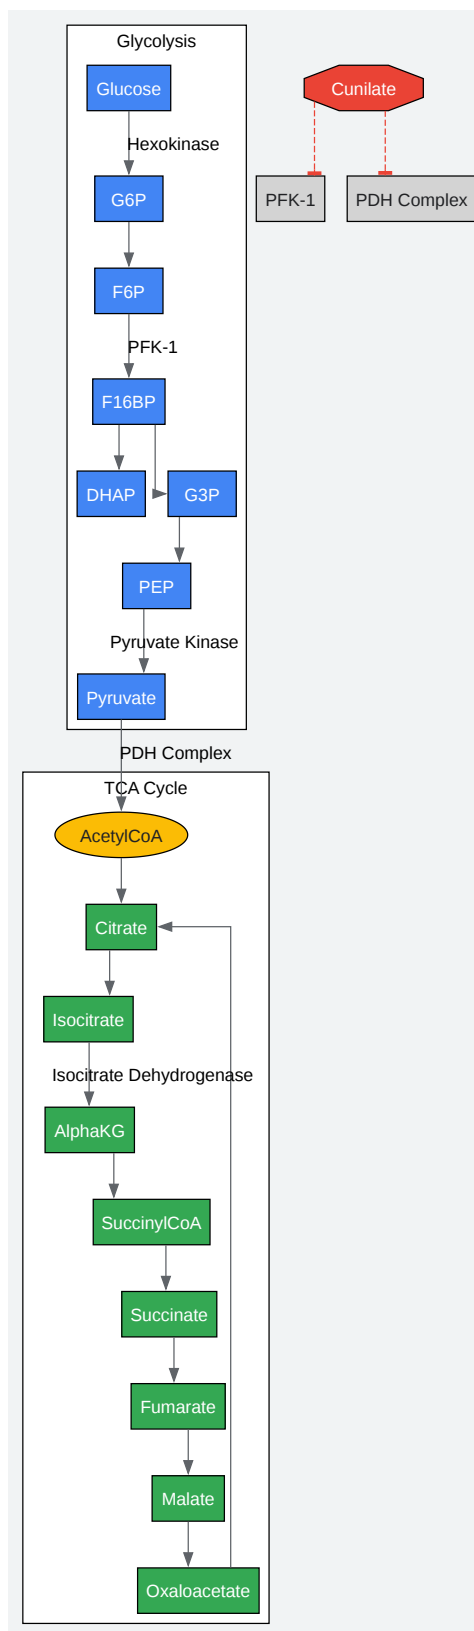 Glycolysis
Glucose
Cunilate
Hexokinase
G6P
PFK-1
PDH Complex
F6P
PFK-1
F16BP
DHAP
G3P
PEP
Pyruvate Kinase
Pyruvate
PDH Complex
TCA Cycle
AcetylCoA
Citrate
Isocitrate
Isocitrate Dehydrogenase
AlphaKG
SuccinylCoA
Succinate
Fumarate
Malate
Oxaloacetate